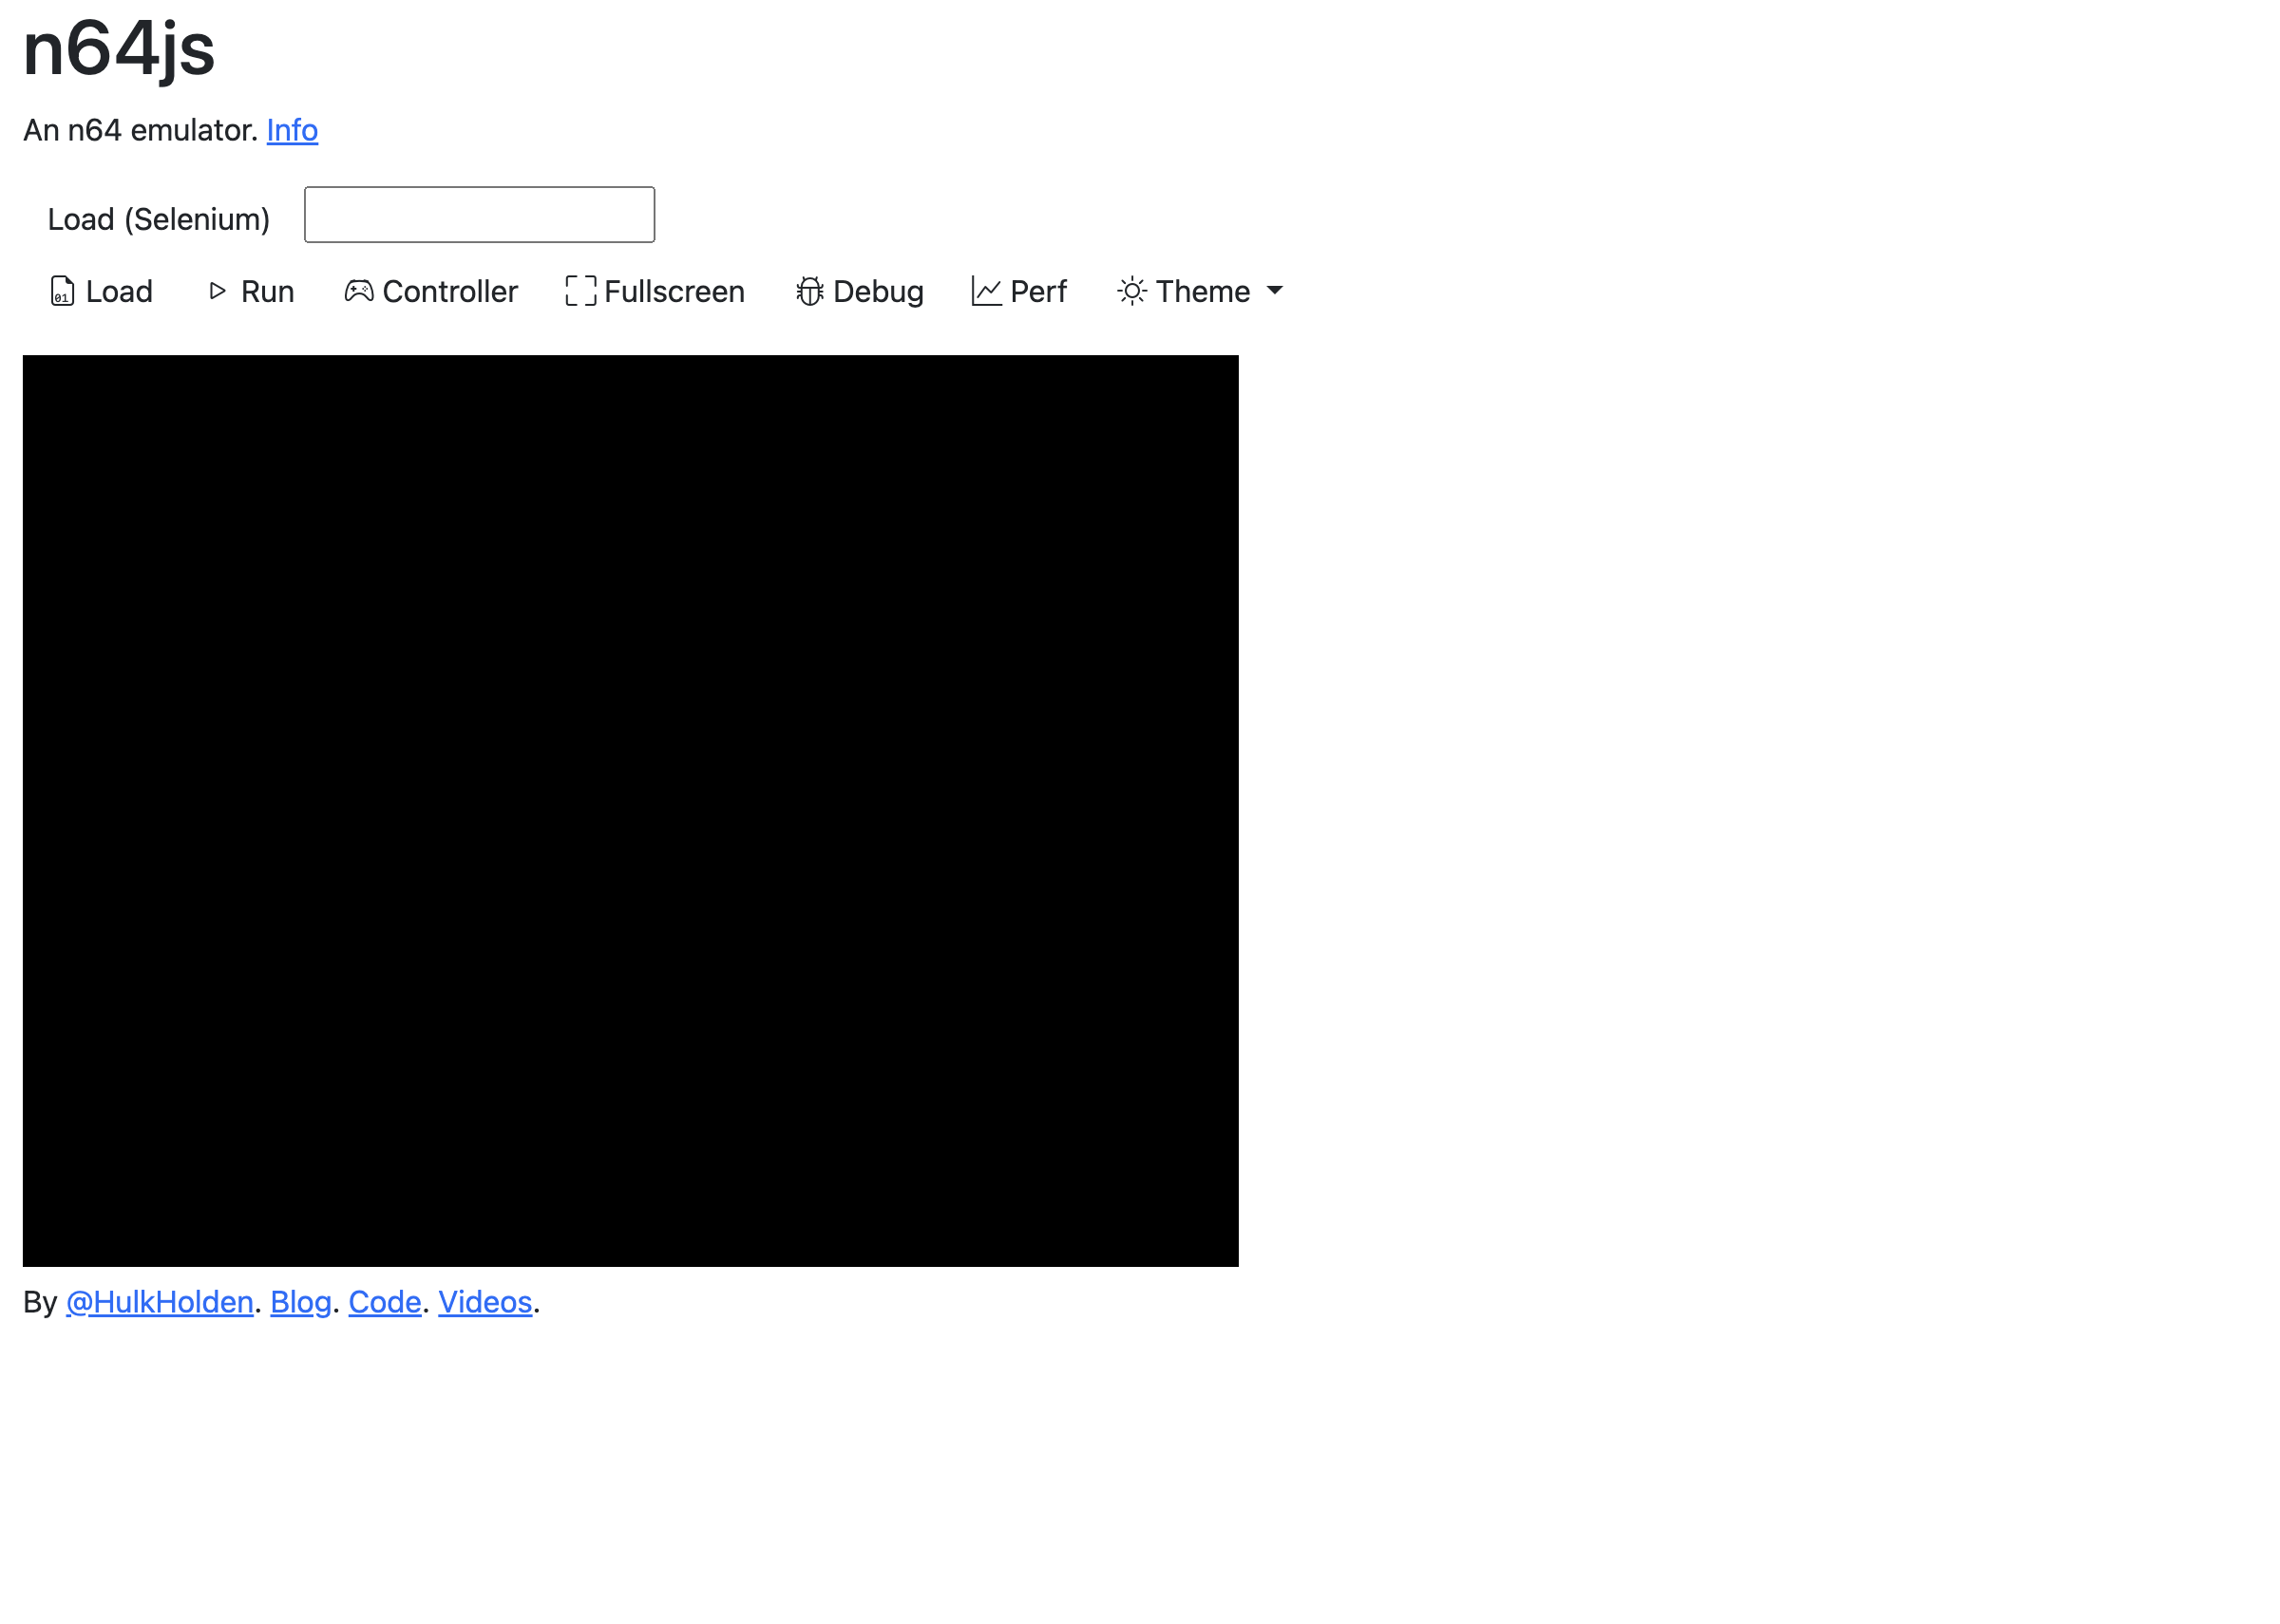 n64js
An n64 emulator. Info
Load (Selenium)
01 Load Run Controller Fullscreen Debug Perf Theme
By @HulkHolden. Blog. Code. Videos.